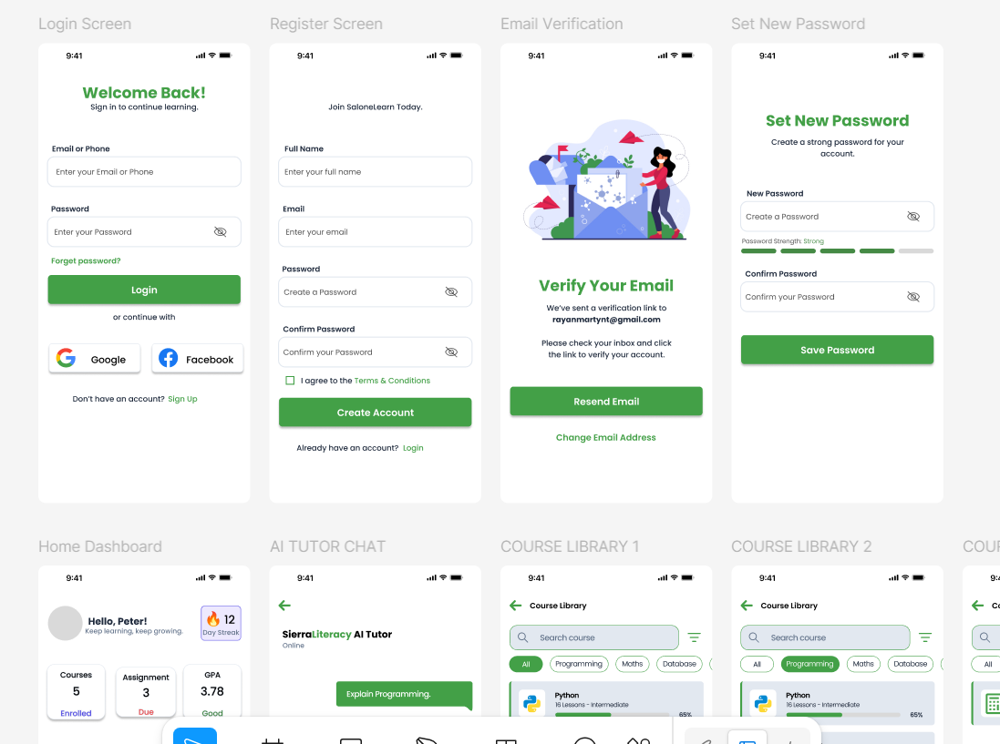 Login Screen
Register Screen
Email Verification
Set New Password
9:41
Welcome Back!
Sign in to continue learning.
Email or Phone
Enter your Email or Phone
Password
Enter your Password
Forget password?
Login
or continue with
Google
Facebook
Don't have an account? Sign Up
9:41
Join SaloneLearn Today.
Full Name
Enter your full name
Email
Enter your email
Password
Create a Password
Confirm Password
Confirm your Password
I agree to the Terms & Conditions
Create Account
Already have an account? Login
9:41
Verify Your Email
We've sent a verification link to
rayanmartynt@gmail.com
Please check your inbox and click
the link to verify your account.
Resend Email
Change Email Address
9:41
Set New Password
Create a strong password for your
account.
New Password
Create a Password
Password Strength: Strong
Confirm Password
Confirm your Password
Save Password
Home Dashboard
AI TUTOR CHAT
COURSE LIBRARY 1
COURSE LIBRARY 2
9:41
Hello, Peter!
Keep learning, keep growing.
12
Day Streak
Courses
5
Enrolled
Assignment
3
Due
GPA
3.78
Good
9:41
SierraLiteracy AI Tutor
Online
Explain Programming.
9:41
Course Library
Search course
All
Programming
Maths
Database
Python
16 Lessons - Intermediate
65%
9:41
Course Library
Search course
All
Programming
Maths
Database
Python
16 Lessons - Intermediate
65%
All